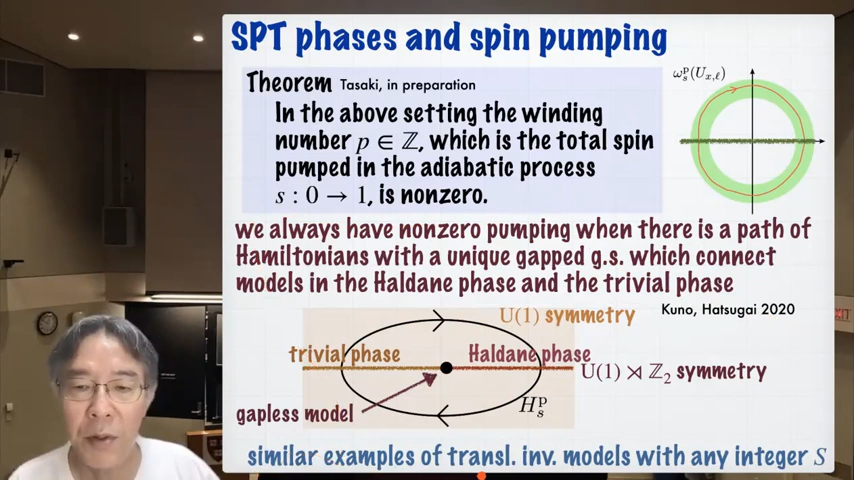 SPT phases and spin pumping
Theorem Tasaki, in preparation
In the above setting the winding
number p ∈ ℤ, which is the total spin
pumped in the adiabatic process
s : 0 → 1, is nonzero.
ω_s^p(U_{x,ℓ})
we always have nonzero pumping when there is a path of
Hamiltonians with a unique gapped g.s. which connect
models in the Haldane phase and the trivial phase
Kuno, Hatsugai 2020
U(1) symmetry
trivial phase
Haldane phase
U(1) ⋊ ℤ₂ symmetry
gapless model
H_s^p
similar examples of transl. inv. models with any integer S